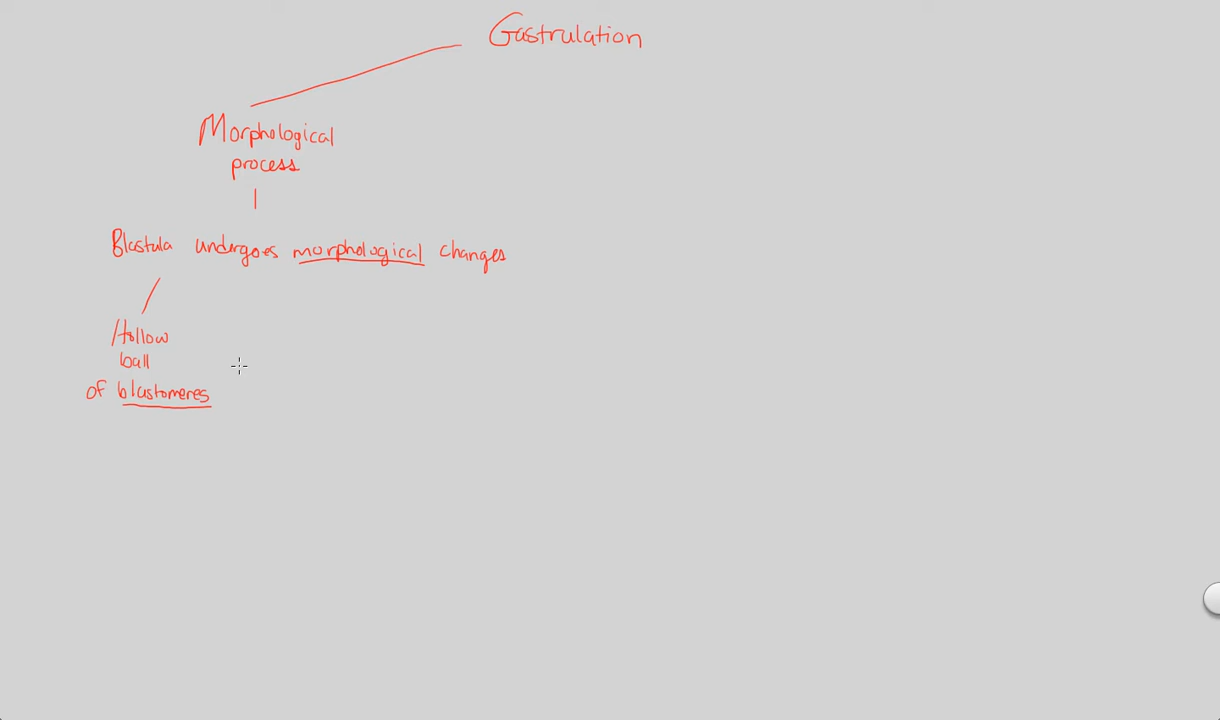 Gastrulation
Morphological
process
Blastula undergoes morphological changes
Hollow
ball
of blastomeres